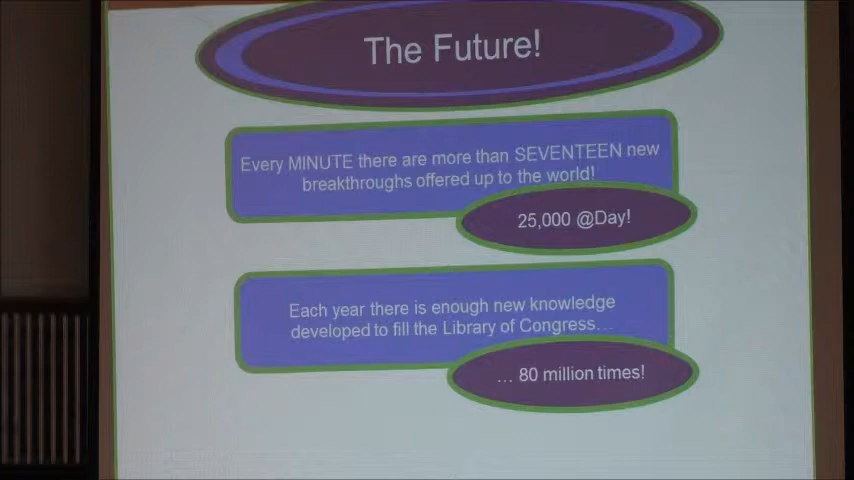 The Future!
Every MINUTE there are more than SEVENTEEN new
breakthroughs offered up to the world!
25,000 @Day!
Each year there is enough new knowledge
developed to fill the Library of Congress…
… 80 million times!